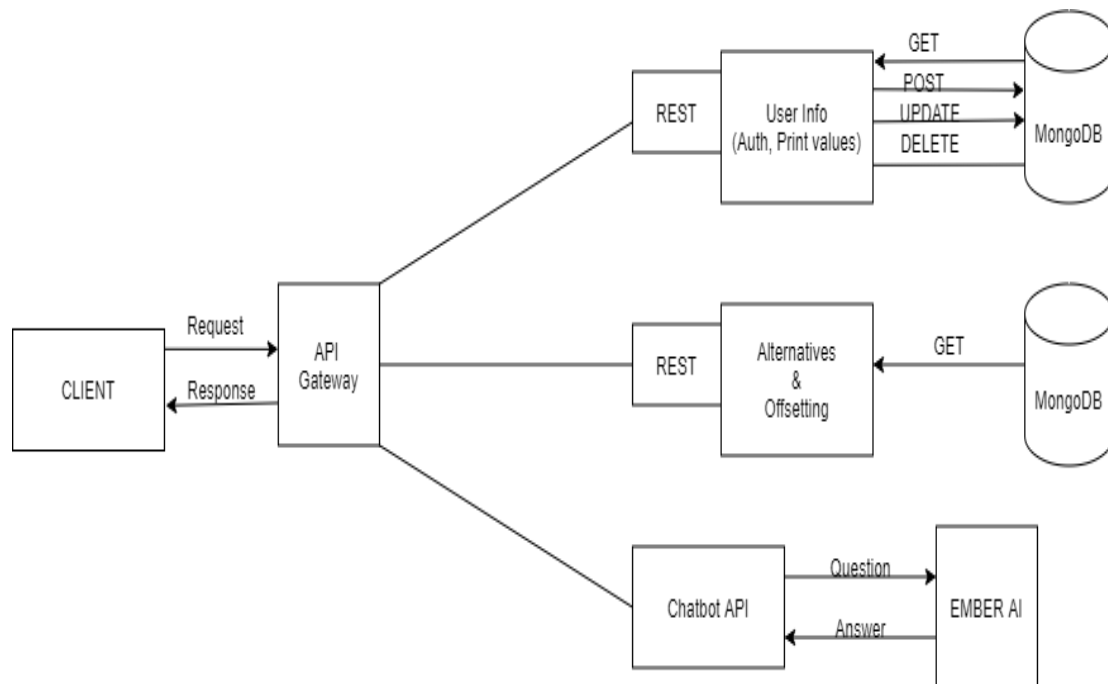 GET
POST
UPDATE
DELETE
REST
User Info
(Auth, Print values)
MongoDB
Request
Response
CLIENT
API
Gateway
REST
Alternatives
&
Offsetting
GET
MongoDB
Chatbot API
Question
Answer
EMBER AI